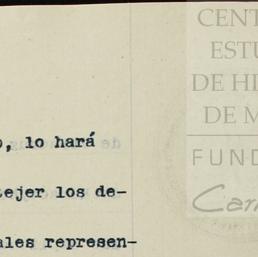 o, lo hará
tejer los de-
ales represen-
CENT
ESTU
DE HI
DE M
FUND
Car